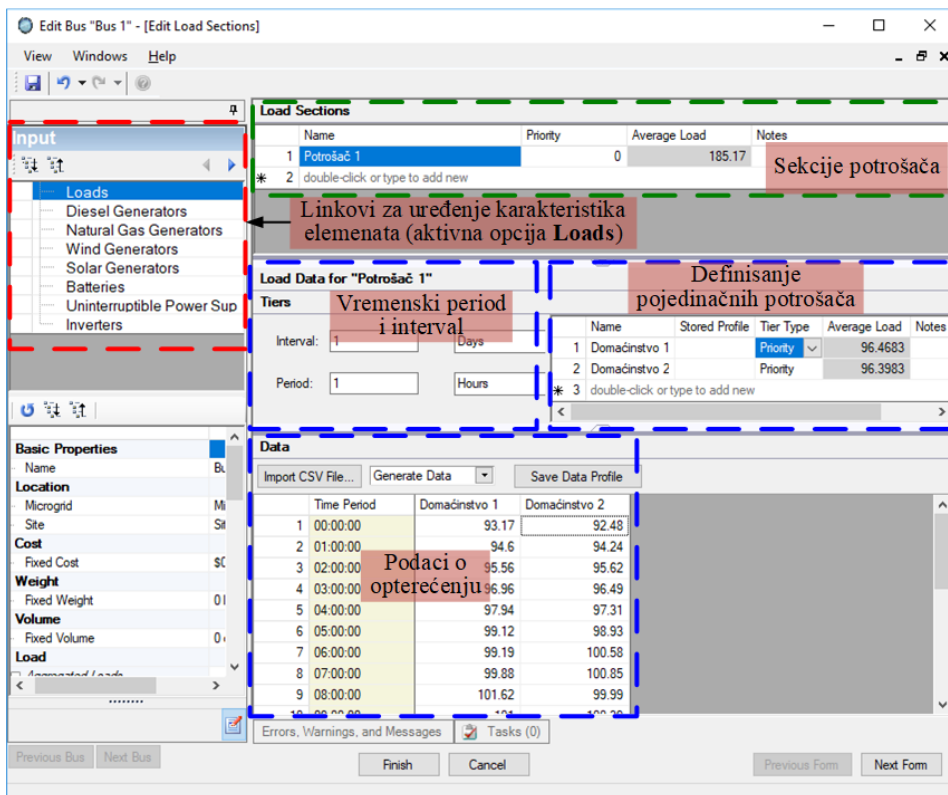 Edit Bus "Bus 1" - [Edit Load Sections]
View Windows Help
Input
Loads
Diesel Generators
Natural Gas Generators
Wind Generators
Solar Generators
Batteries
Uninterruptible Power Sup
Inverters
Load Sections
Name Priority Average Load Notes
1 Potrošač 1 0 185.17
2 double-click or type to add new
Sekcije potrošača
Linkovi za uređenje karakteristika
elemenata (aktivna opcija Loads)
Load Data for "Potrošač 1"
Tiers
Vremenski period
i interval
Interval: 1 Days
Period: 1 Hours
Definisanje
pojedinačnih potrošača
Name Stored Profile Tier Type Average Load Notes
1 Domaćinstvo 1 Priority 96.4683
2 Domaćinstvo 2 Priority 96.3983
3 double-click or type to add new
Basic Properties
Name Bu
Location
Microgrid Mi
Site Sit
Cost
Fixed Cost $0
Weight
Fixed Weight 0 l
Volume
Fixed Volume 0
Load
Aggregated Loads
Data
Import CSV File... Generate Data Save Data Profile
Time Period Domaćinstvo 1 Domaćinstvo 2
1 00:00:00 93.17 92.48
2 01:00:00 94.6 94.24
3 02:00:00 95.56 95.62
4 03:00:00 96.96 96.49
5 04:00:00 97.94 97.31
6 05:00:00 99.12 98.93
7 06:00:00 99.19 100.58
8 07:00:00 99.88 100.85
9 08:00:00 101.62 99.99
Podaci o
opterećenju
Errors, Warnings, and Messages Tasks (0)
Previous Bus Next Bus Finish Cancel Previous Form Next Form